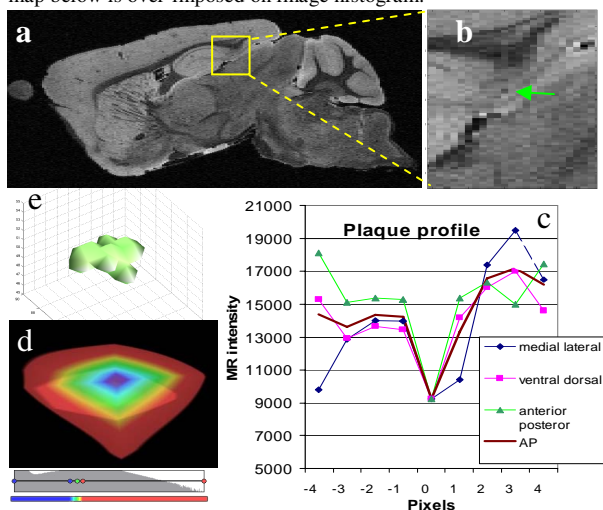 map below is over-imposed on image histogram.
a
b
e
c
21000
19000
17000
15000
13000
11000
9000
7000
5000
Plaque profile
MR intensity
medial lateral
ventral dorsal
anterior
posteror
AP
-4 -3 -2 -1 0 1 2 3 4
Pixels
d